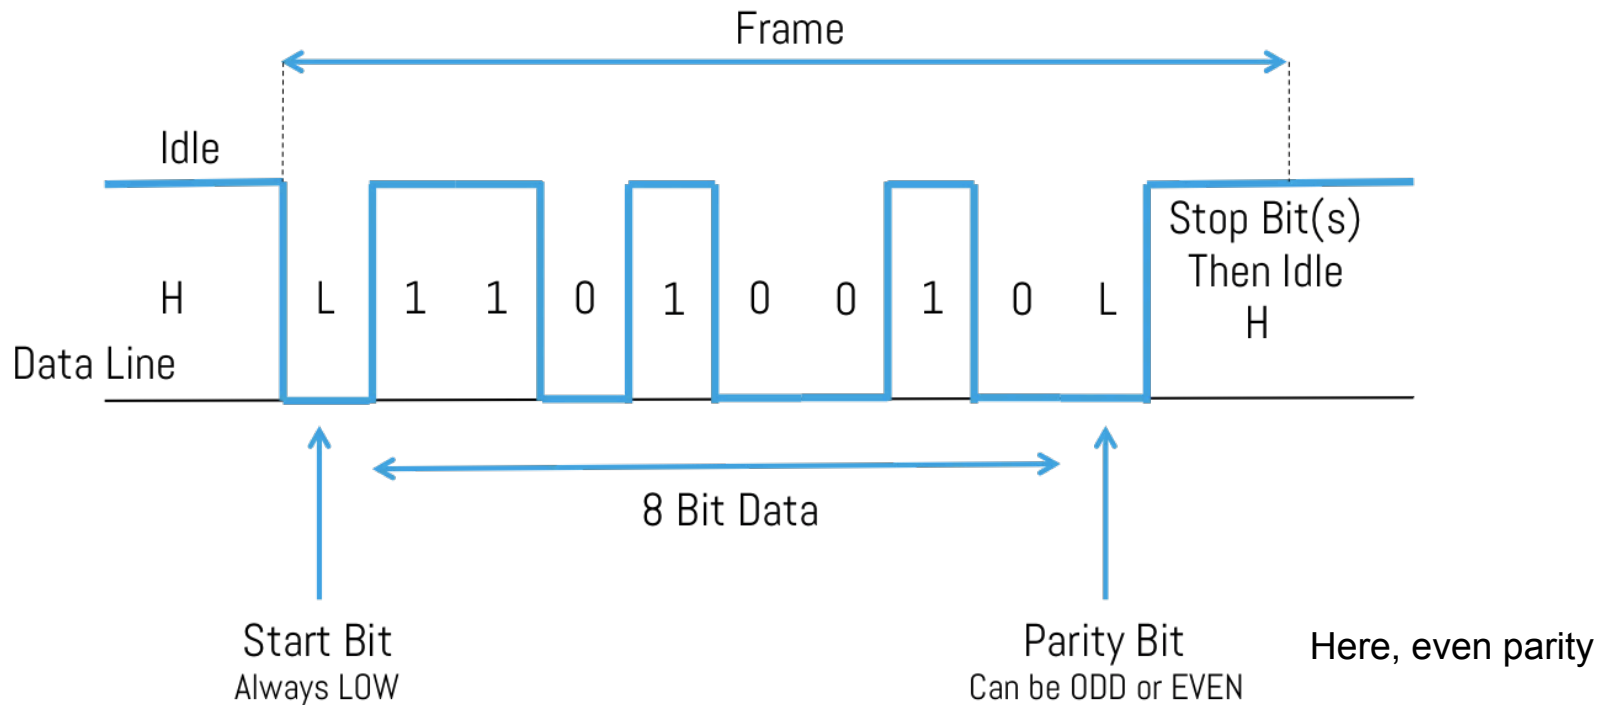 Frame
Idle
H L 1 1 0 1 0 0 1 0 L
Stop Bit(s)
Then Idle
H
Data Line
8 Bit Data
Start Bit
Always LOW
Parity Bit
Can be ODD or EVEN
Here, even parity